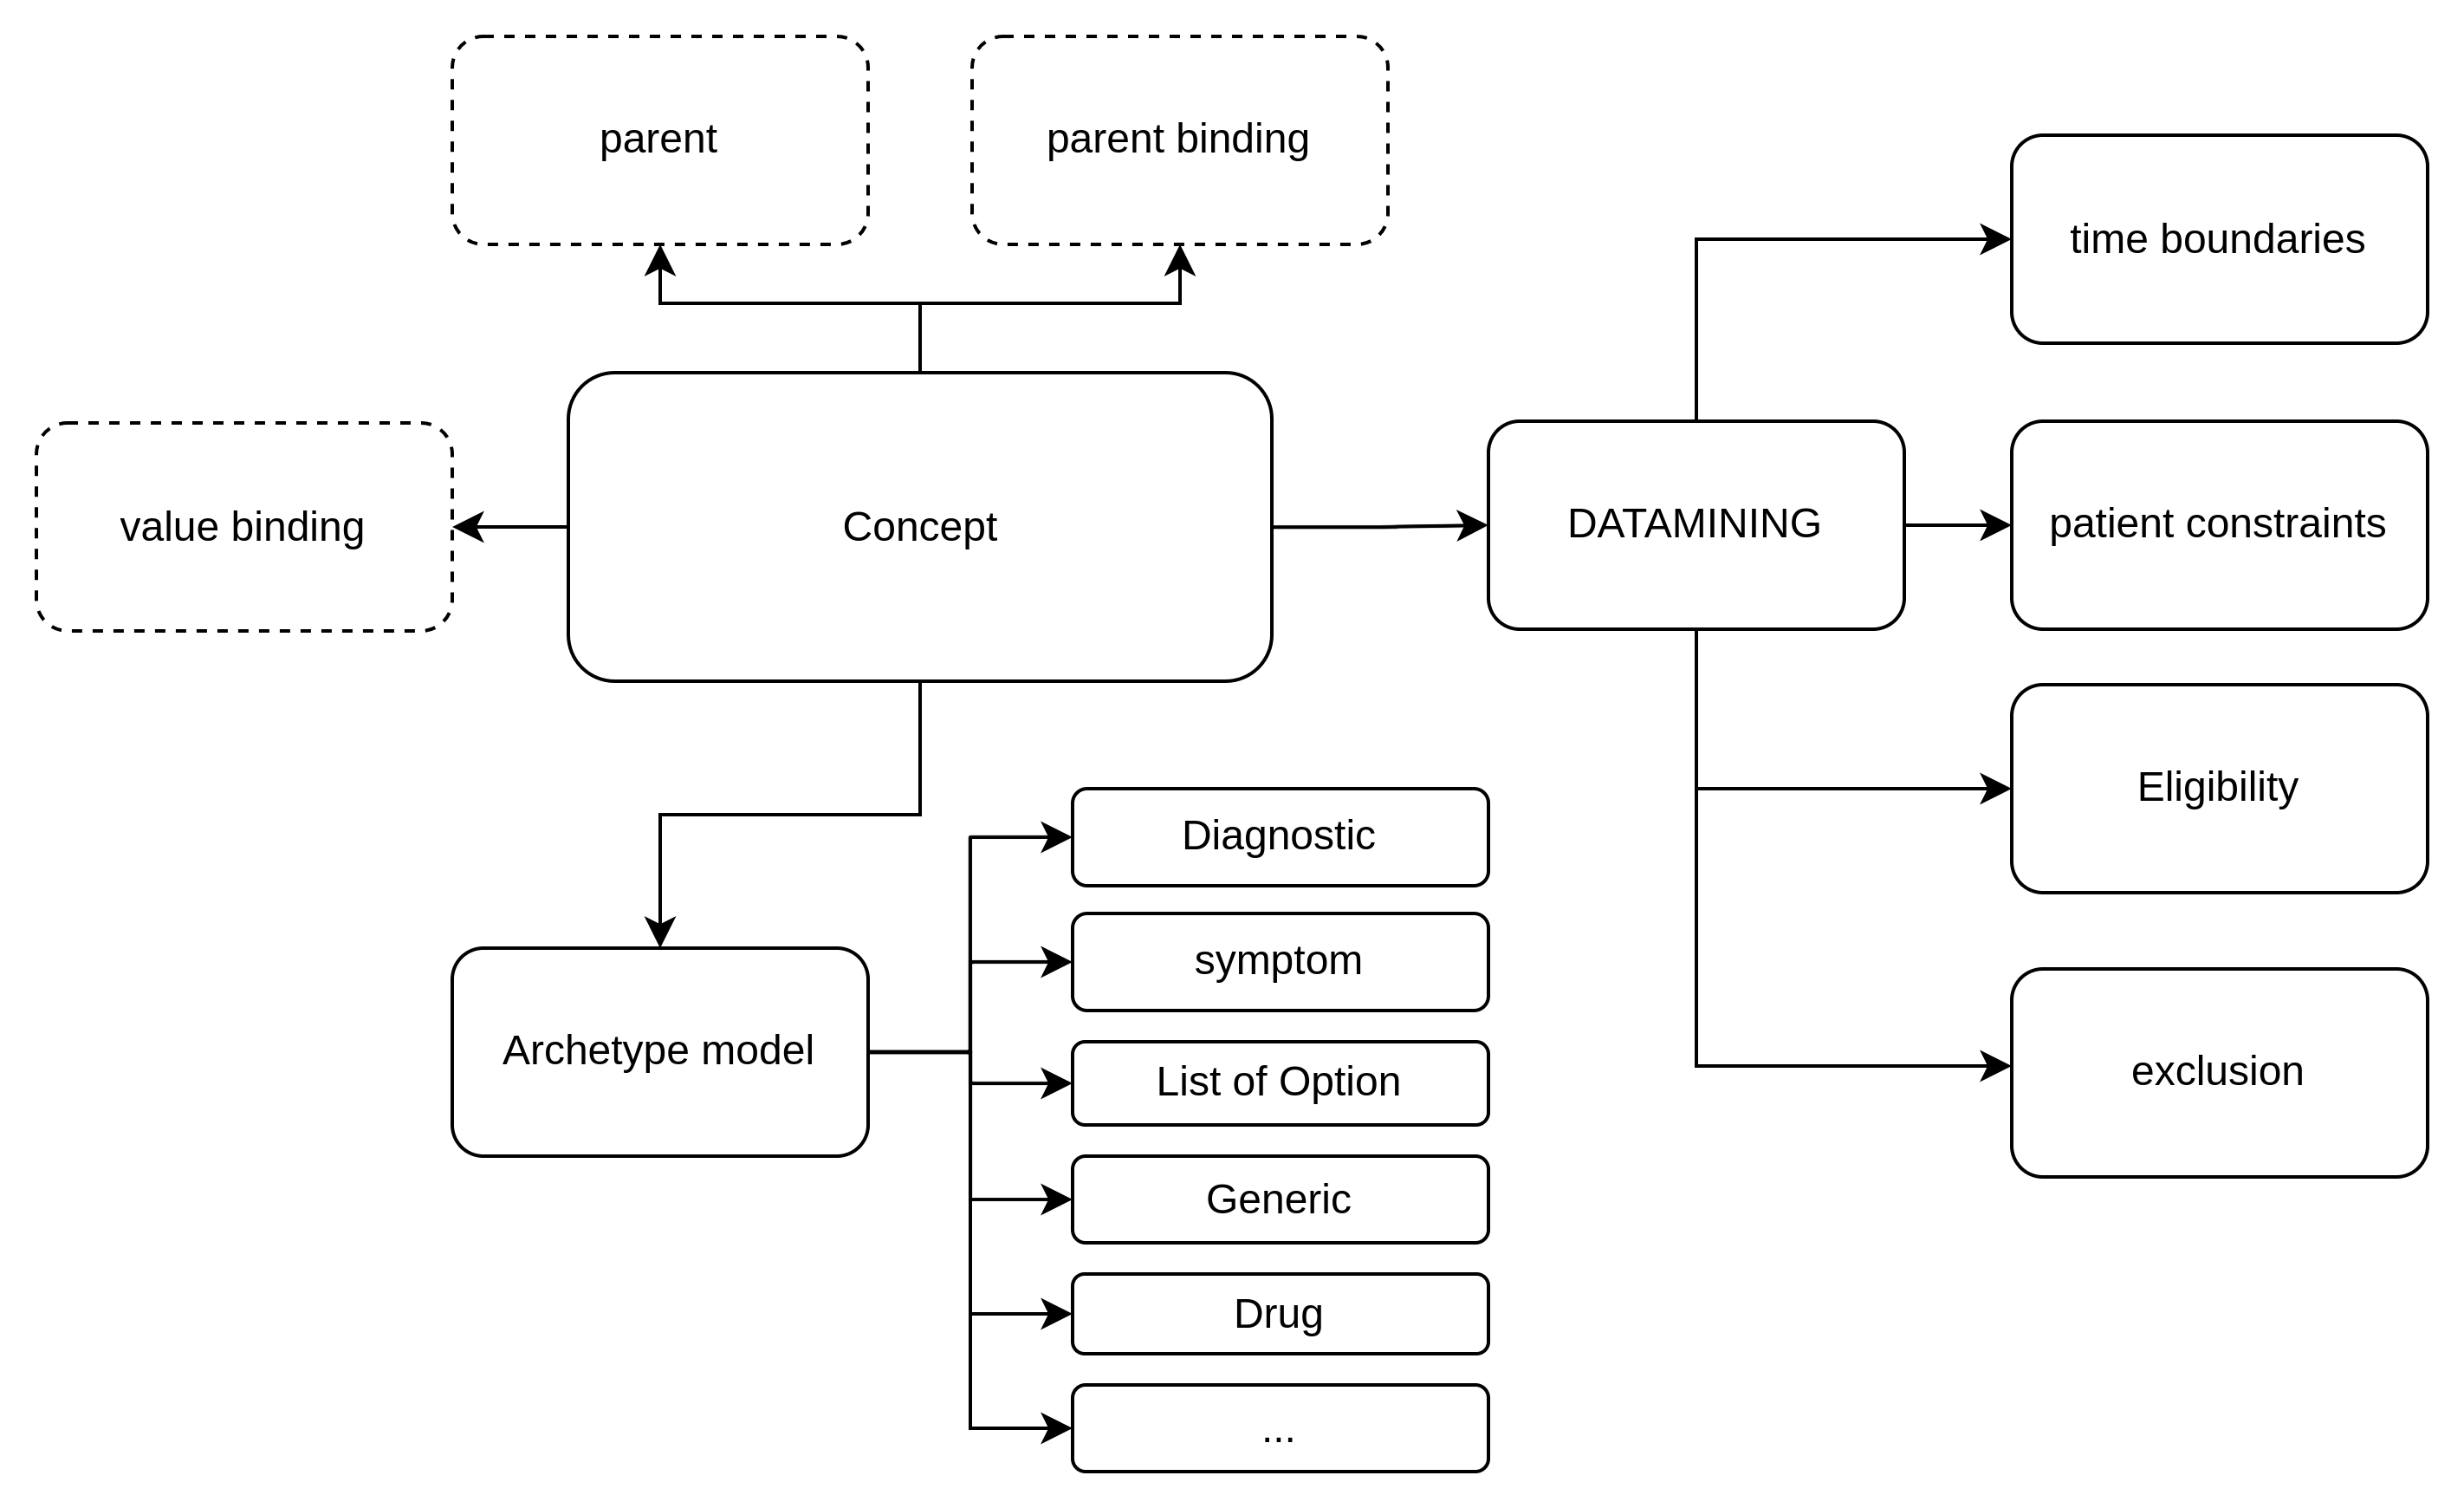 parent
parent binding
time boundaries
value binding
Concept
DATAMINING
patient constraints
Eligibility
Diagnostic
symptom
Archetype model
List of Option
exclusion
Generic
Drug
...